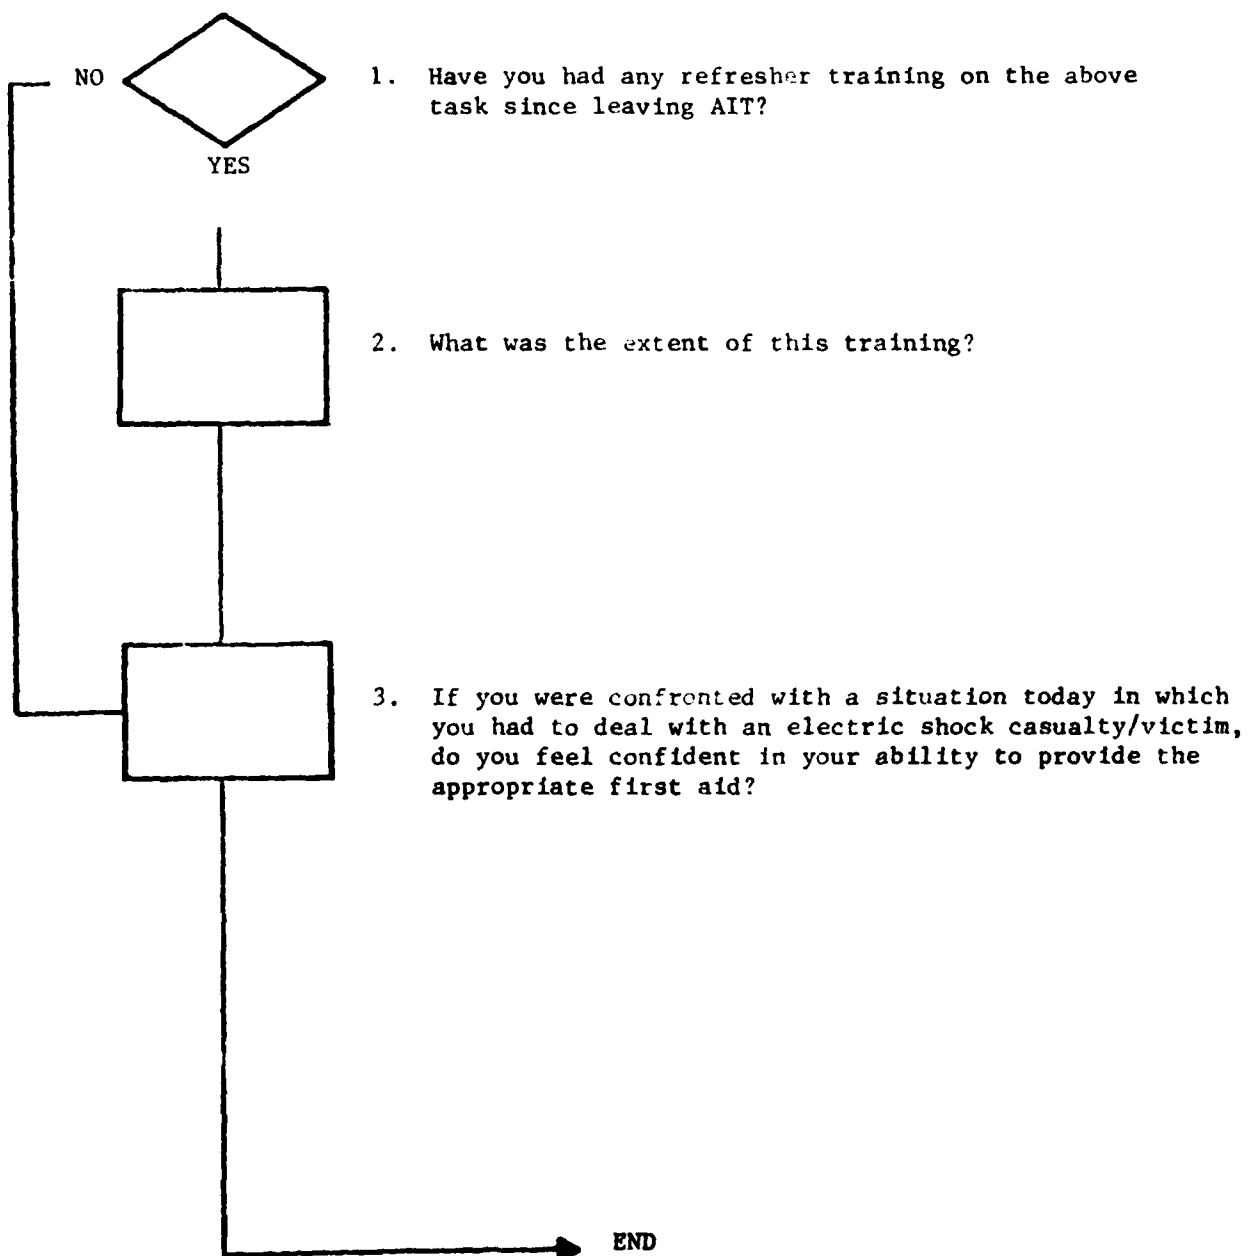 NO
1. Have you had any refresher training on the above
task since leaving AIT?
YES
2. What was the extent of this training?
3. If you were confronted with a situation today in which
you had to deal with an electric shock casualty/victim,
do you feel confident in your ability to provide the
appropriate first aid?
END